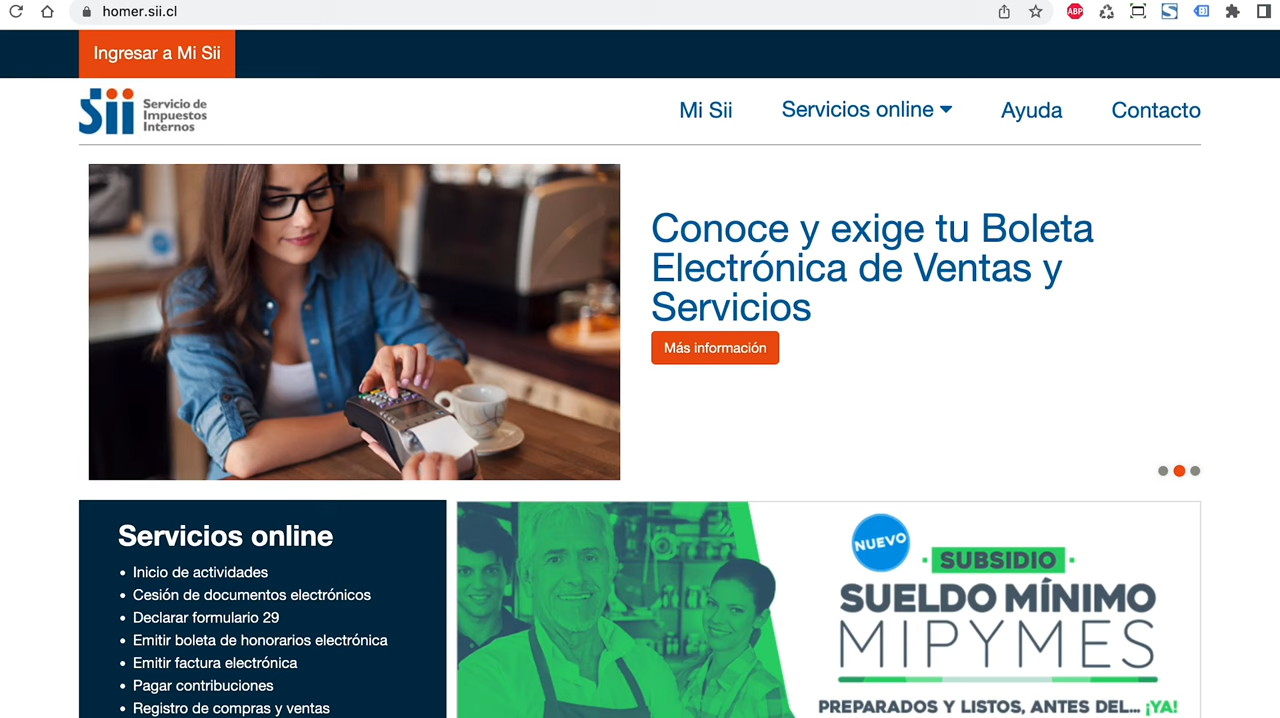 homer.sii.cl
ABP
Ingresar a Mi Sii
Sii Servicio de
Impuestos
Internos
Mi Sii Servicios online Ayuda Contacto
Conoce y exige tu Boleta
Electrónica de Ventas y
Servicios
Más información
Servicios online
• Inicio de actividades
• Cesión de documentos electrónicos
• Declarar formulario 29
• Emitir boleta de honorarios electrónica
• Emitir factura electrónica
• Pagar contribuciones
• Registro de compras y ventas
NUEVO
· SUBSIDIO ·
SUELDO MÍNIMO
MIPYMES
PREPARADOS Y LISTOS, ANTES DEL... ¡YA!